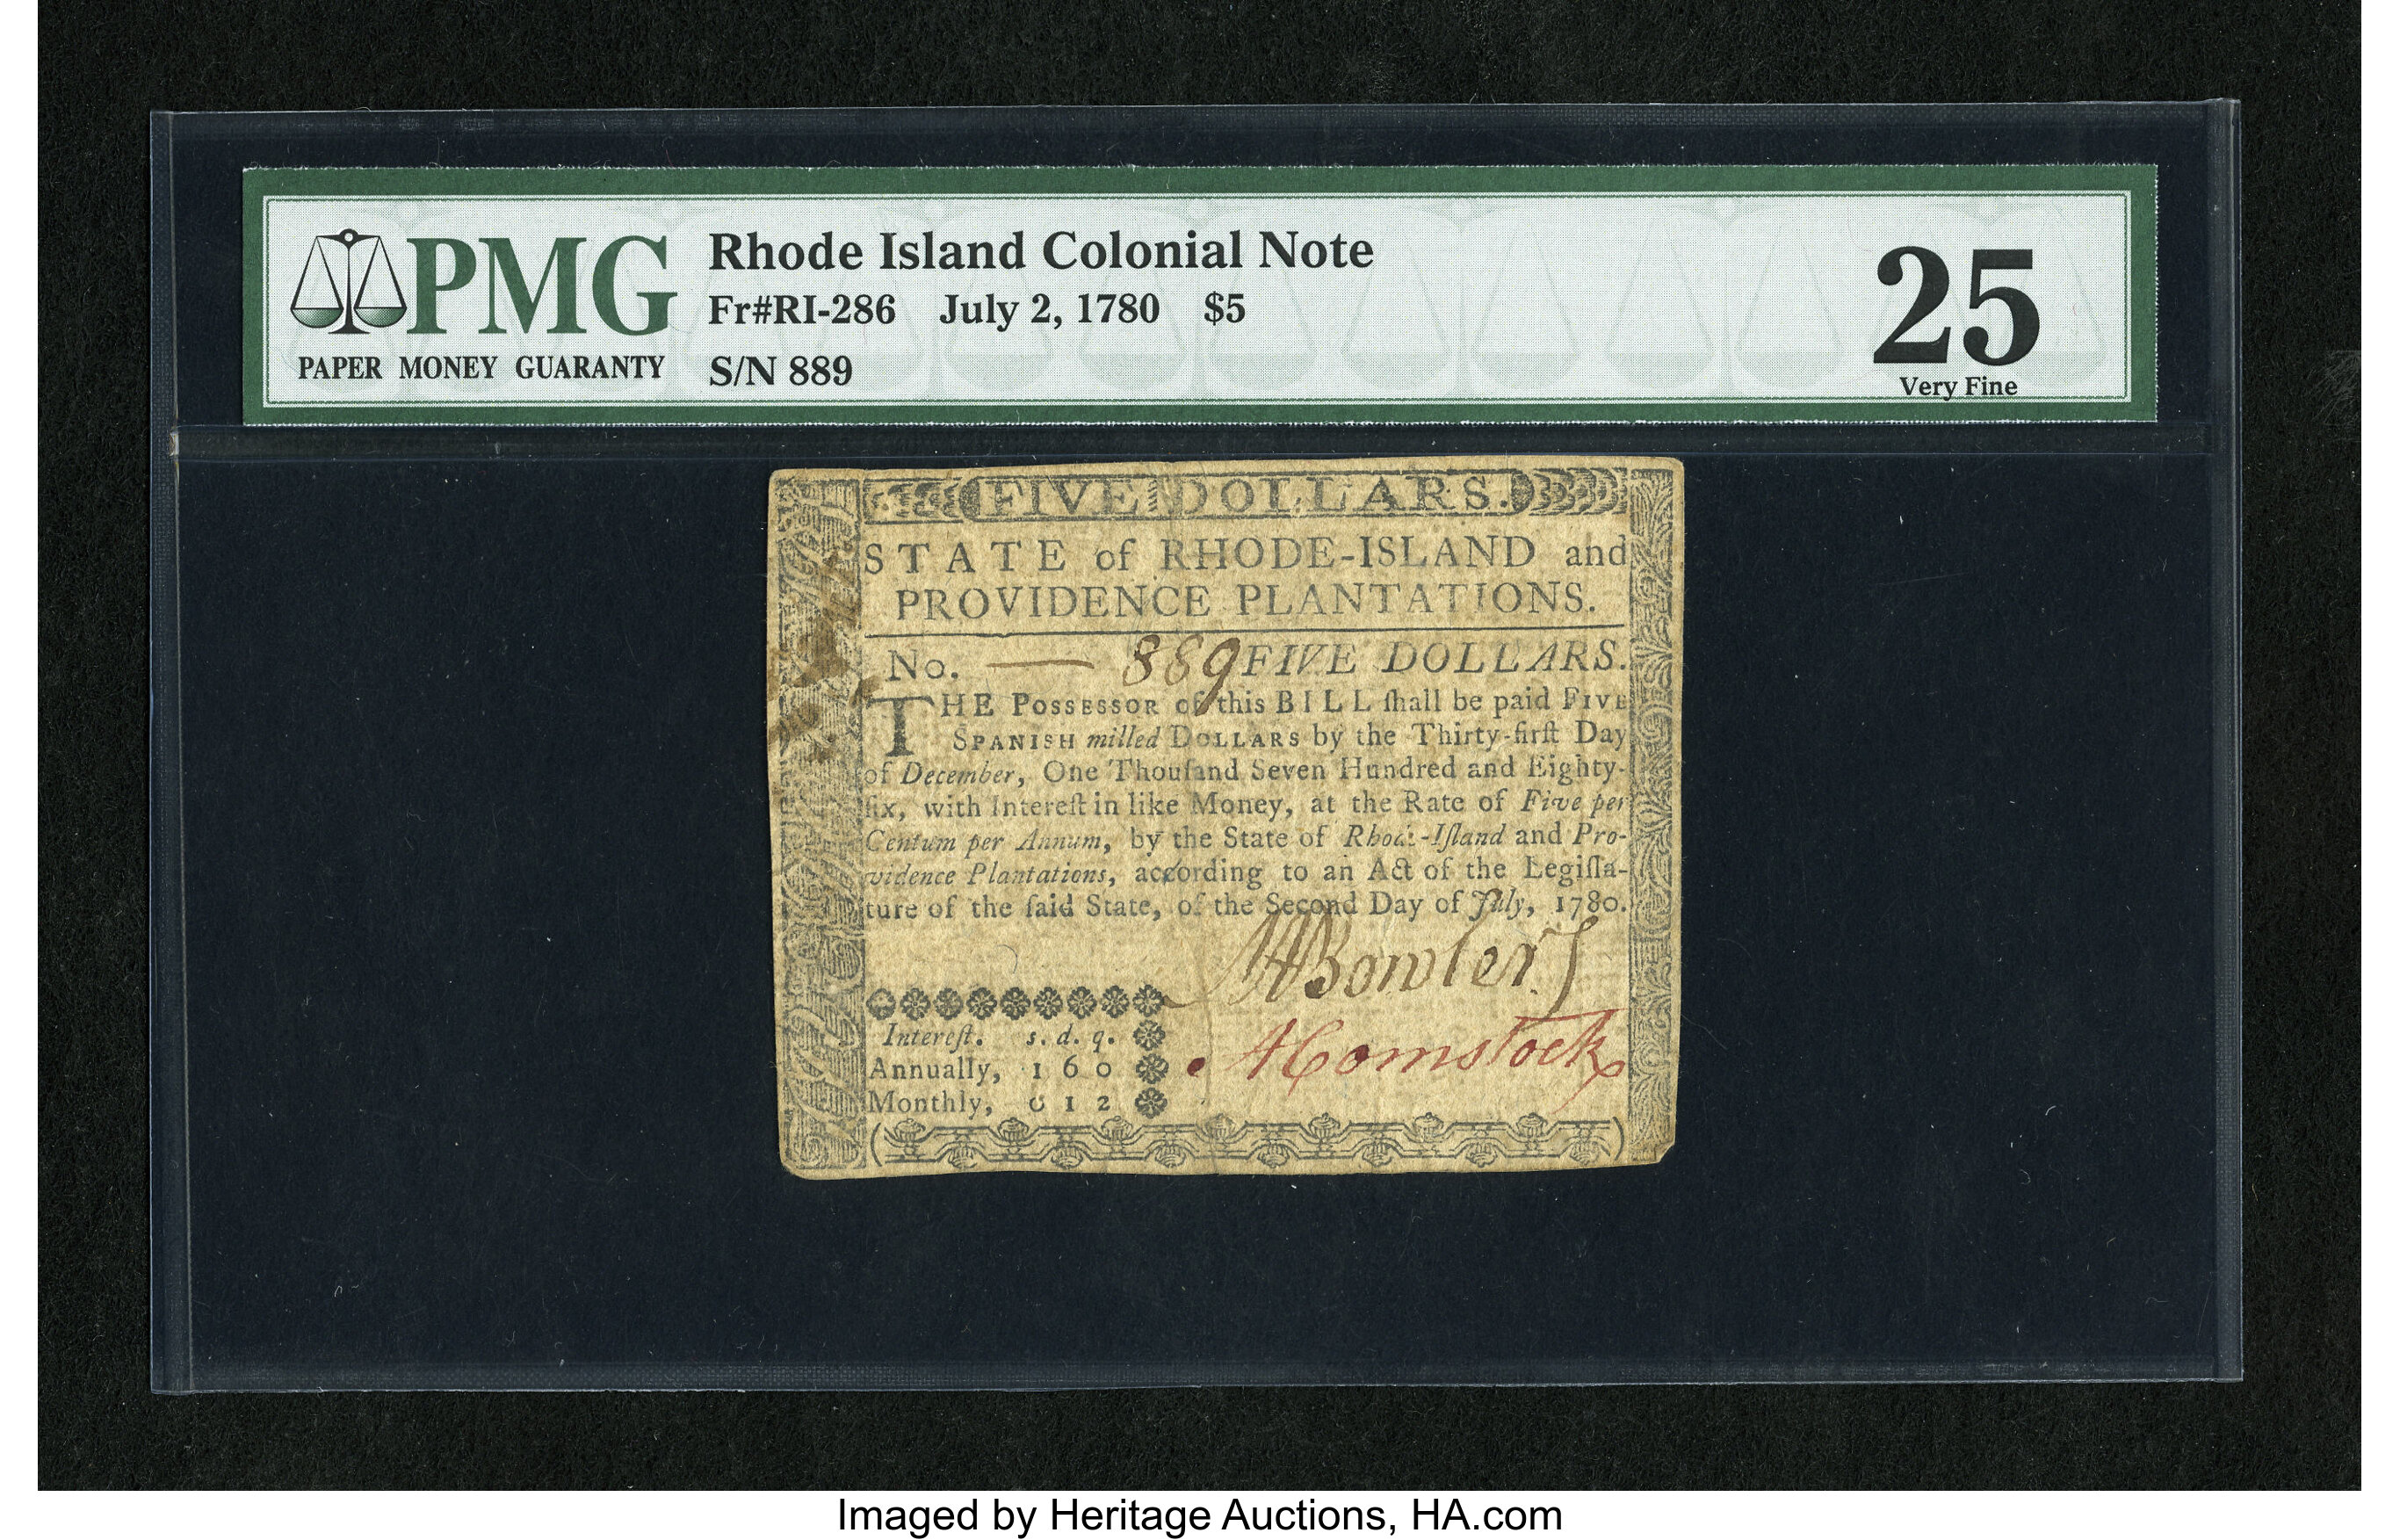 PMG
PAPER MONEY GUARANTY
Rhode Island Colonial Note
Fr#RI-286 July 2, 1780 $5
S/N 889
25
Very Fine
FIVE DOLLARS.
STATE of RHODE-ISLAND and
PROVIDENCE PLANTATIONS.
No. — 889 FIVE DOLLARS.
THE POSSESSOR of this BILL ſhall be paid FIVE
SPANISH milled DOLLARS by the Thirty-firſt Day
of December, One Thouſand Seven Hundred and Eighty-
ſix, with Intereſt in like Money, at the Rate of Five per
Centum per Annum, by the State of Rhode-Iſland and Pro-
vidence Plantations, according to an Act of the Legiſla-
ture of the ſaid State, of the Second Day of July, 1780.
M Bowler
Intereſt. s. d. q.
A Comstock
Annually, 1 6 0
Monthly, 0 1 2
Imaged by Heritage Auctions, HA.com